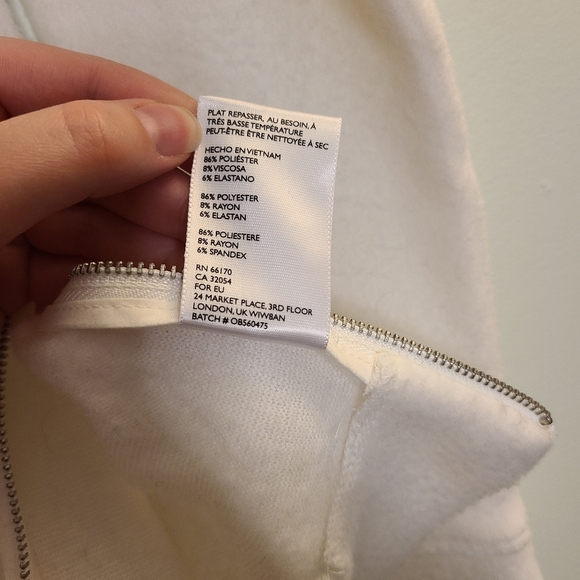 PLAT REPASSER, AU BESOIN, À
TRÈS BASSE TEMPÉRATURE
PEUT-ÊTRE ÊTRE NETTOYÉE À SEC
HECHO EN VIETNAM
86% POLIÉSTER
8% VISCOSA
6% ELASTANO
86% POLYESTER
8% RAYON
6% ELASTAN
86% POLIESTERE
8% RAYON
6% SPANDEX
RN 66170
CA 32054
FOR EU
24 MARKET PLACE, 3RD FLOOR
LONDON, UK WIWBAN
BATCH # OB560475